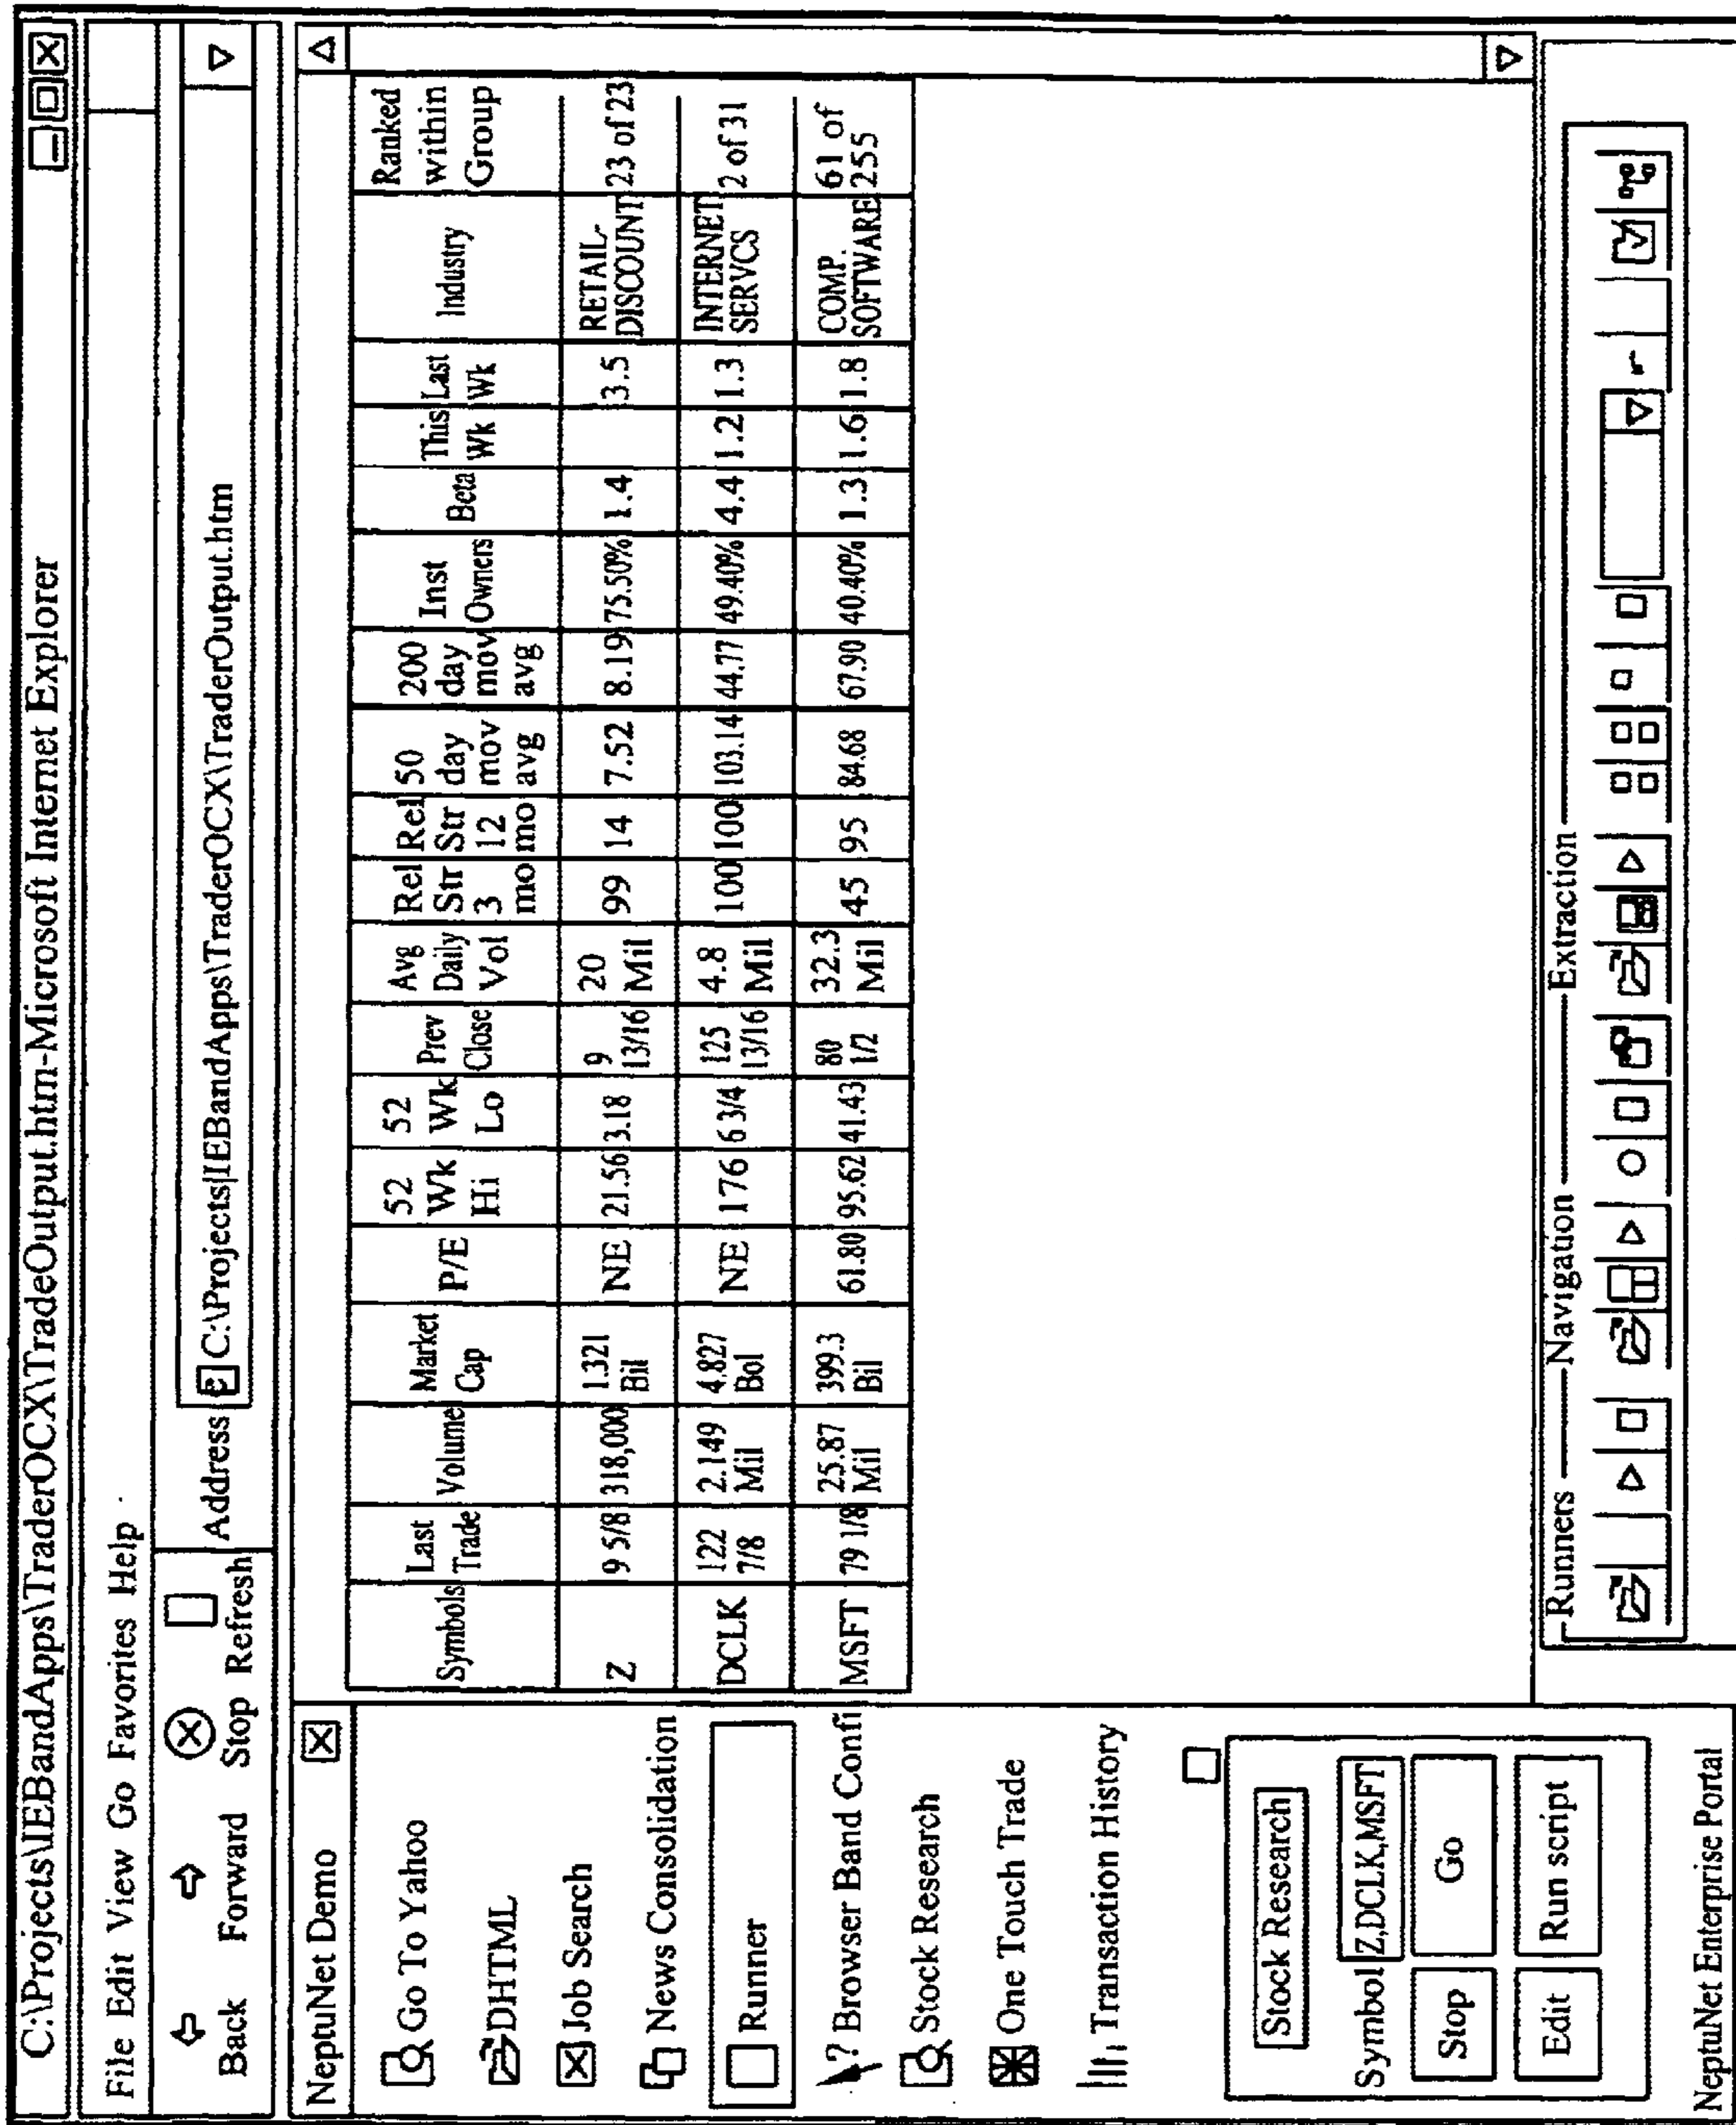 C:\Projects\IEBandApps\TraderOCX\TradeOutput.htm-Microsoft Internet Explorer
File Edit View Go Favorites Help
Back Forward Stop Refresh
Address C:\Projects|IEBandApps\TraderOCX\TraderOutput.htm
NeptuNet Demo
Go To Yahoo
DHTML
Job Search
News Consolidation
Runner
? Browser Band Confi
Stock Research
One Touch Trade
Transaction History
Stock Research
Symbol Z,DCLK,MSFT
Stop Go
Edit Run script
NeptuNet Enterprise Portal
Symbols Last Trade Volume Market Cap P/E 52 Wk Hi 52 Wk Lo Prev Close Avg Daily Vol Rel Str 3 mo Rel Str 12 mo 50 day mov avg 200 day mov avg Inst Owners Beta This Wk Last Wk Industry Ranked within Group
Z 9 5/8 318,000 1.321 Bil NE 21.56 3.18 9 13/16 20 Mil 99 14 7.52 8.19 75.50% 1.4 3.5 RETAIL-DISCOUNT 23 of 23
DCLK 122 7/8 2.149 Mil 4.827 Bol NE 176 6 3/4 125 13/16 4.8 Mil 100 100 103.14 44.77 49.40% 4.4 1.2 1.3 INTERNET SERVCS 2 of 31
MSFT 79 1/8 25.87 Mil 399.3 Bil 61.80 95.62 41.43 80 1/2 32.3 Mil 45 95 84.68 67.90 40.40% 1.3 1.6 1.8 COMP. SOFTWARE 61 of 255
Runners Navigation Extraction